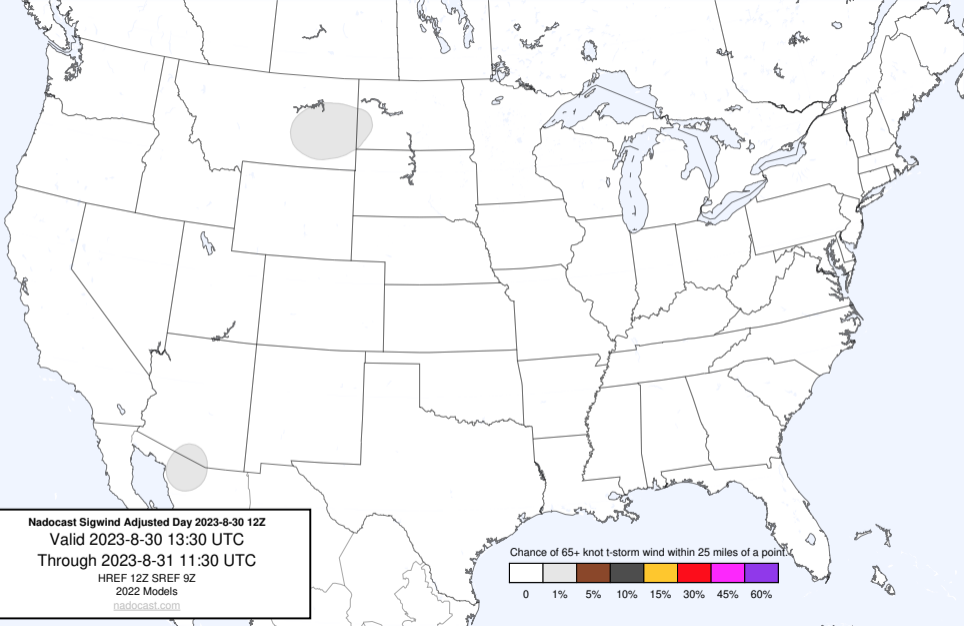 Nadocast Sigwind Adjusted Day 2023-8-30 12Z
Valid 2023-8-30 13:30 UTC
Through 2023-8-31 11:30 UTC
HREF 12Z SREF 9Z
2022 Models
nadocast.com
Chance of 65+ knot t-storm wind within 25 miles of a point.
0 1% 5% 10% 15% 30% 45% 60%